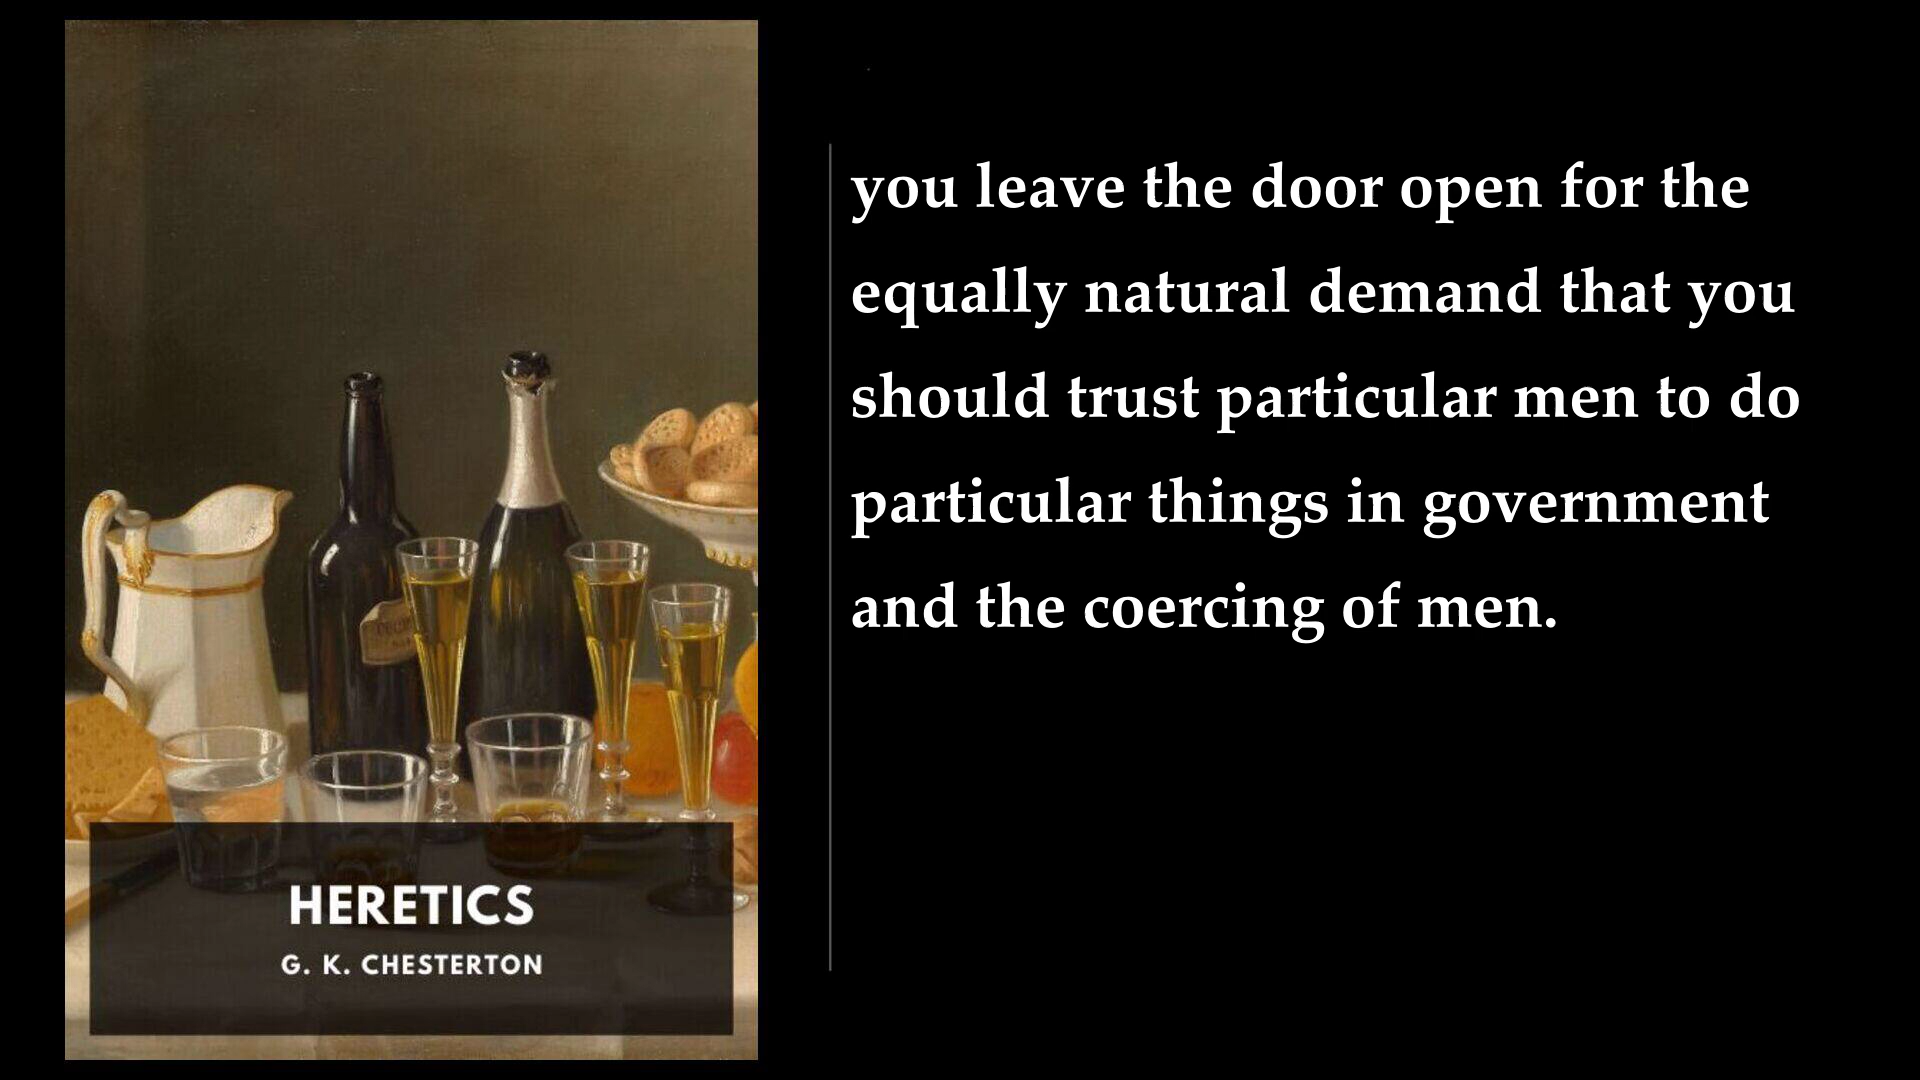 you leave the door open for the
equally natural demand that you
should trust particular men to do
particular things in government
and the coercing of men.
HERETICS
G. K. CHESTERTON